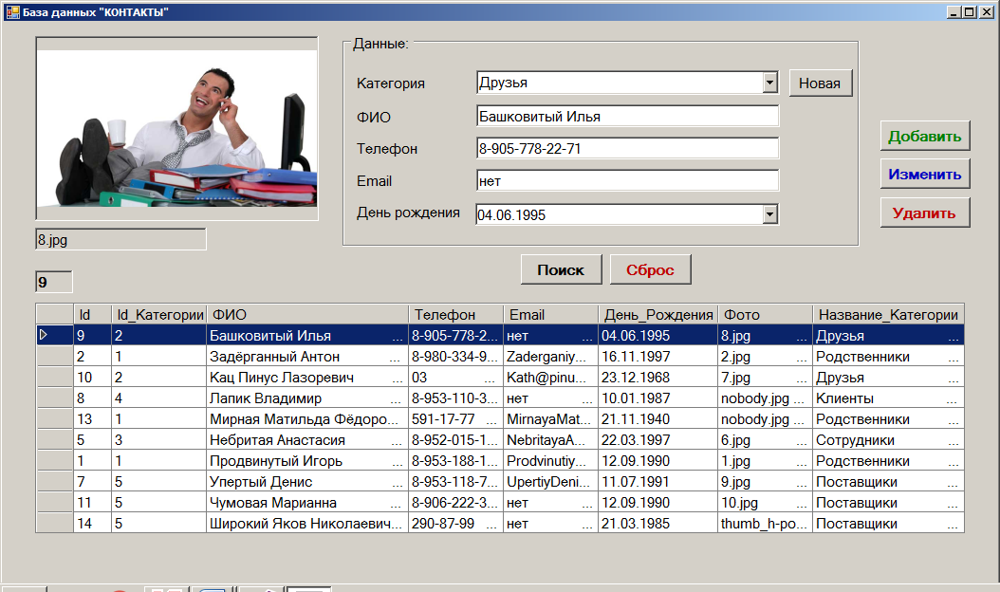 База данных "КОНТАКТЫ"
Данные:
Категория Друзья Новая
ФИО Башковитый Илья
Телефон 8-905-778-22-71
Email нет
День рождения 04.06.1995
Добавить
Изменить
Удалить
8.jpg
9
Поиск Сброс
Id Id_Категории ФИО Телефон Email День_Рождения Фото Название_Категории
9 2 Башковитый Илья ... 8-905-778-2... нет ... 04.06.1995 8.jpg ... Друзья ...
2 1 Задёрганный Антон ... 8-980-334-9... Zaderganiy... 16.11.1997 2.jpg ... Родственники ...
10 2 Кац Пинус Лазоревич ... 03 ... Kath@pinu... 23.12.1968 7.jpg ... Друзья ...
8 4 Лапик Владимир ... 8-953-110-3... нет ... 10.01.1987 nobody.jpg ... Клиенты ...
13 1 Мирная Матильда Фёдоро... 591-17-77 ... MirnayaMat... 21.11.1940 nobody.jpg ... Родственники ...
5 3 Небритая Анастасия ... 8-952-015-1... NebritayaA... 22.03.1997 6.jpg ... Сотрудники ...
1 1 Продвинутый Игорь ... 8-953-188-1... Prodvinutiy... 12.09.1990 1.jpg ... Родственники ...
7 5 Упертый Денис ... 8-953-118-7... UpertiyDeni... 11.07.1991 9.jpg ... Поставщики ...
11 5 Чумовая Марианна ... 8-906-222-3... нет ... 12.09.1990 10.jpg ... Поставщики ...
14 5 Широкий Яков Николаевич... 290-87-99 ... нет ... 21.03.1985 thumb_h-po... Поставщики ...